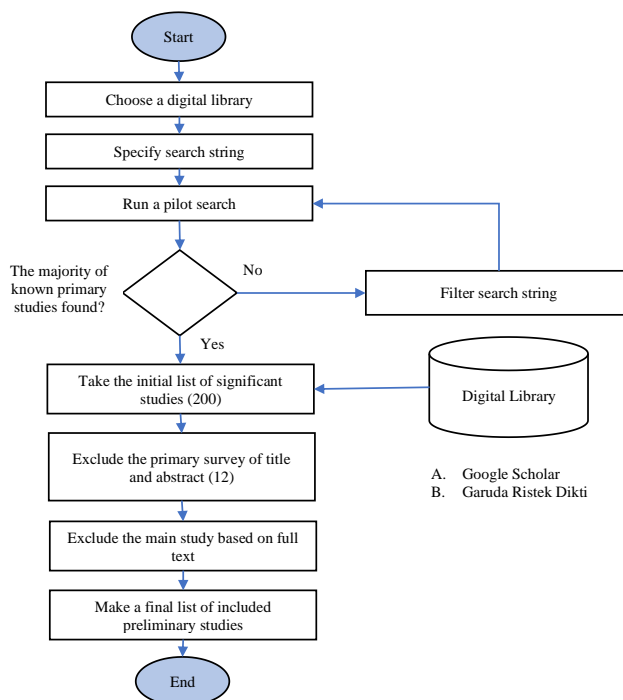 Start
Choose a digital library
Specify search string
Run a pilot search
The majority of
known primary
studies found?
No
Filter search string
Yes
Take the initial list of significant
studies (200)
Digital Library
Exclude the primary survey of title
and abstract (12)
A. Google Scholar
B. Garuda Ristek Dikti
Exclude the main study based on full
text
Make a final list of included
preliminary studies
End